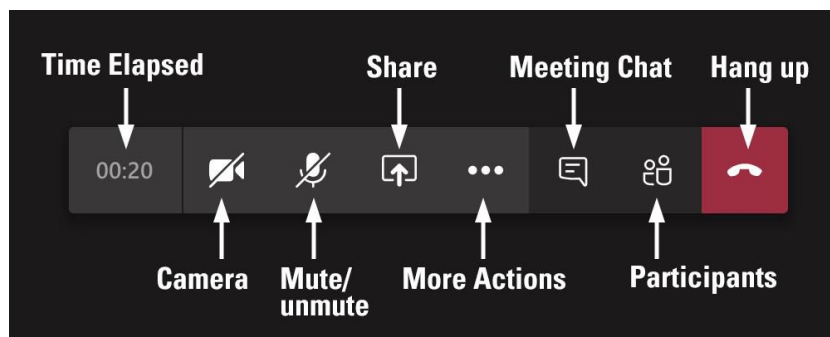 Time Elapsed
Share
Meeting Chat
Hang up
00:20
Camera
Mute/
unmute
More Actions
Participants